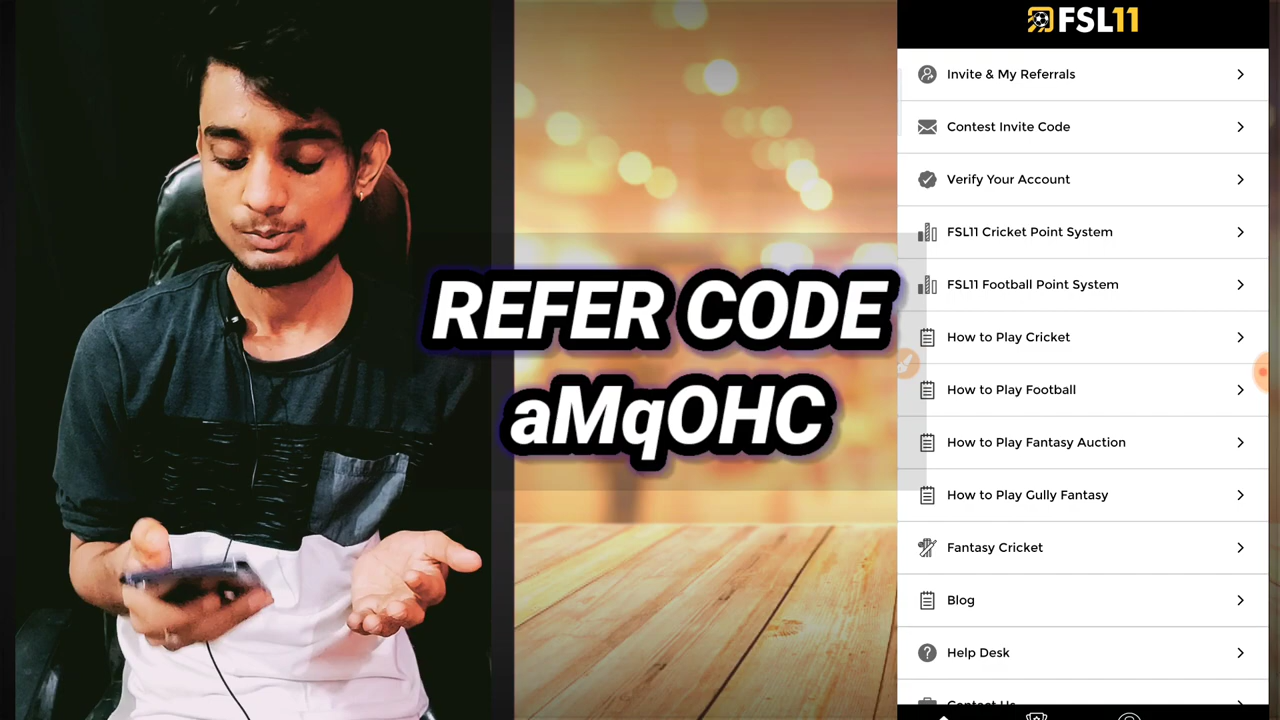 FSL11
Invite & My Referrals
Contest Invite Code
Verify Your Account
FSL11 Cricket Point System
FSL11 Football Point System
How to Play Cricket
How to Play Football
How to Play Fantasy Auction
How to Play Gully Fantasy
Fantasy Cricket
Blog
Help Desk
Contact Us
REFER CODE
aMqOHC